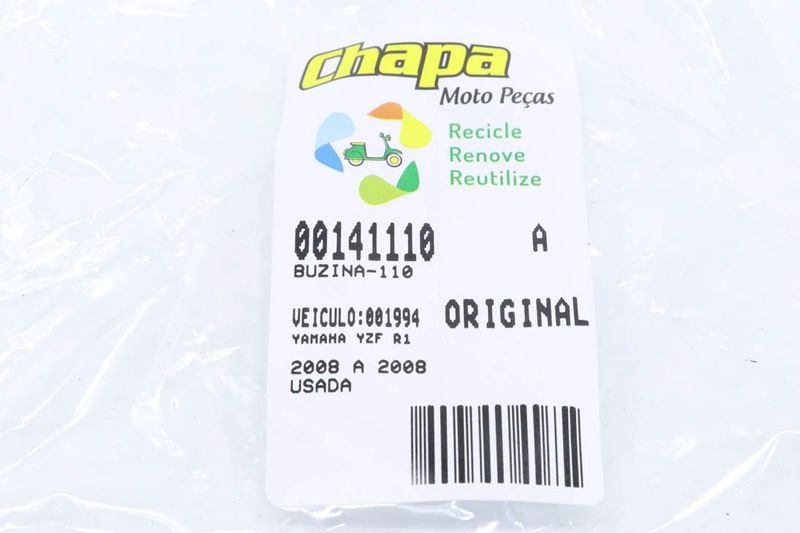 chapa
Moto Peças
Recicle
Renove
Reutilize
00141110 A
BUZINA-110
VEICULO:001994 ORIGINAL
YAMAHA YZF R1
2008 A 2008
USADA